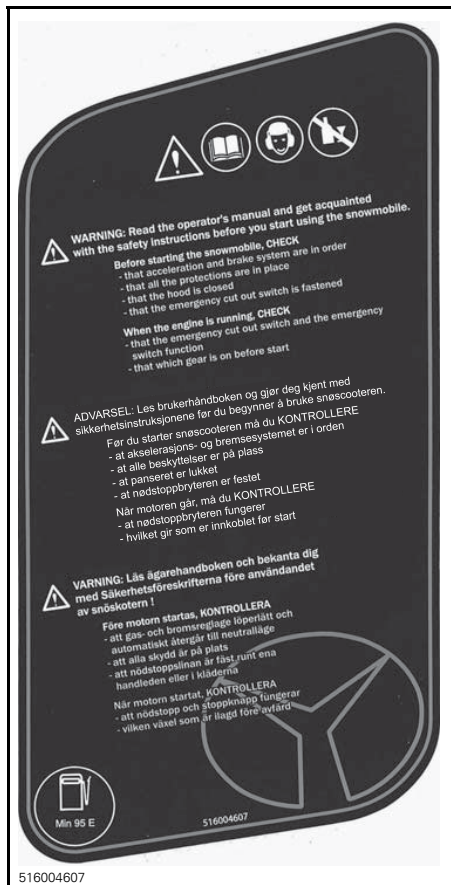 WARNING: Read the operator's manual and get acquainted
with the safety instructions before you start using the snowmobile.
Before starting the snowmobile, CHECK
- that acceleration and brake system are in order
- that all the protections are in place
- that the hood is closed
- that the emergency cut out switch is fastened
When the engine is running, CHECK
- that the emergency cut out switch and the emergency
switch function
- that which gear is on before start
ADVARSEL: Les brukerhåndboken og gjør deg kjent med
sikkerhetsinstruksjonene før du begynner å bruke snøscooteren.
Før du starter snøscooteren må du KONTROLLERE
- at akselerasjons- og bremsesystemet er i orden
- at alle beskyttelser er på plass
- at panseret er lukket
- at nødstoppbryteren er festet
Når motoren går, må du KONTROLLERE
- at nødstoppbryteren fungerer
- hvilket gir som er innkoblet før start
VARNING: Läs ägarehandboken och bekanta dig
med Säkerhetsföreskrifterna före användandet
av snöskotern !
Före motorn startas, KONTROLLERA
- att gas- och bromsreglage löperlätt och
automatiskt återgår till neutralläge
- att alla skydd är på plats
- att nödstoppslinan är fäst runt ena
handleden eller i kläderna
När motorn startat, KONTROLLERA
- att nödstopp och stoppknapp fungerar
- vilken växel som är ilagd före avfärd
Min 95 E
516004607
516004607